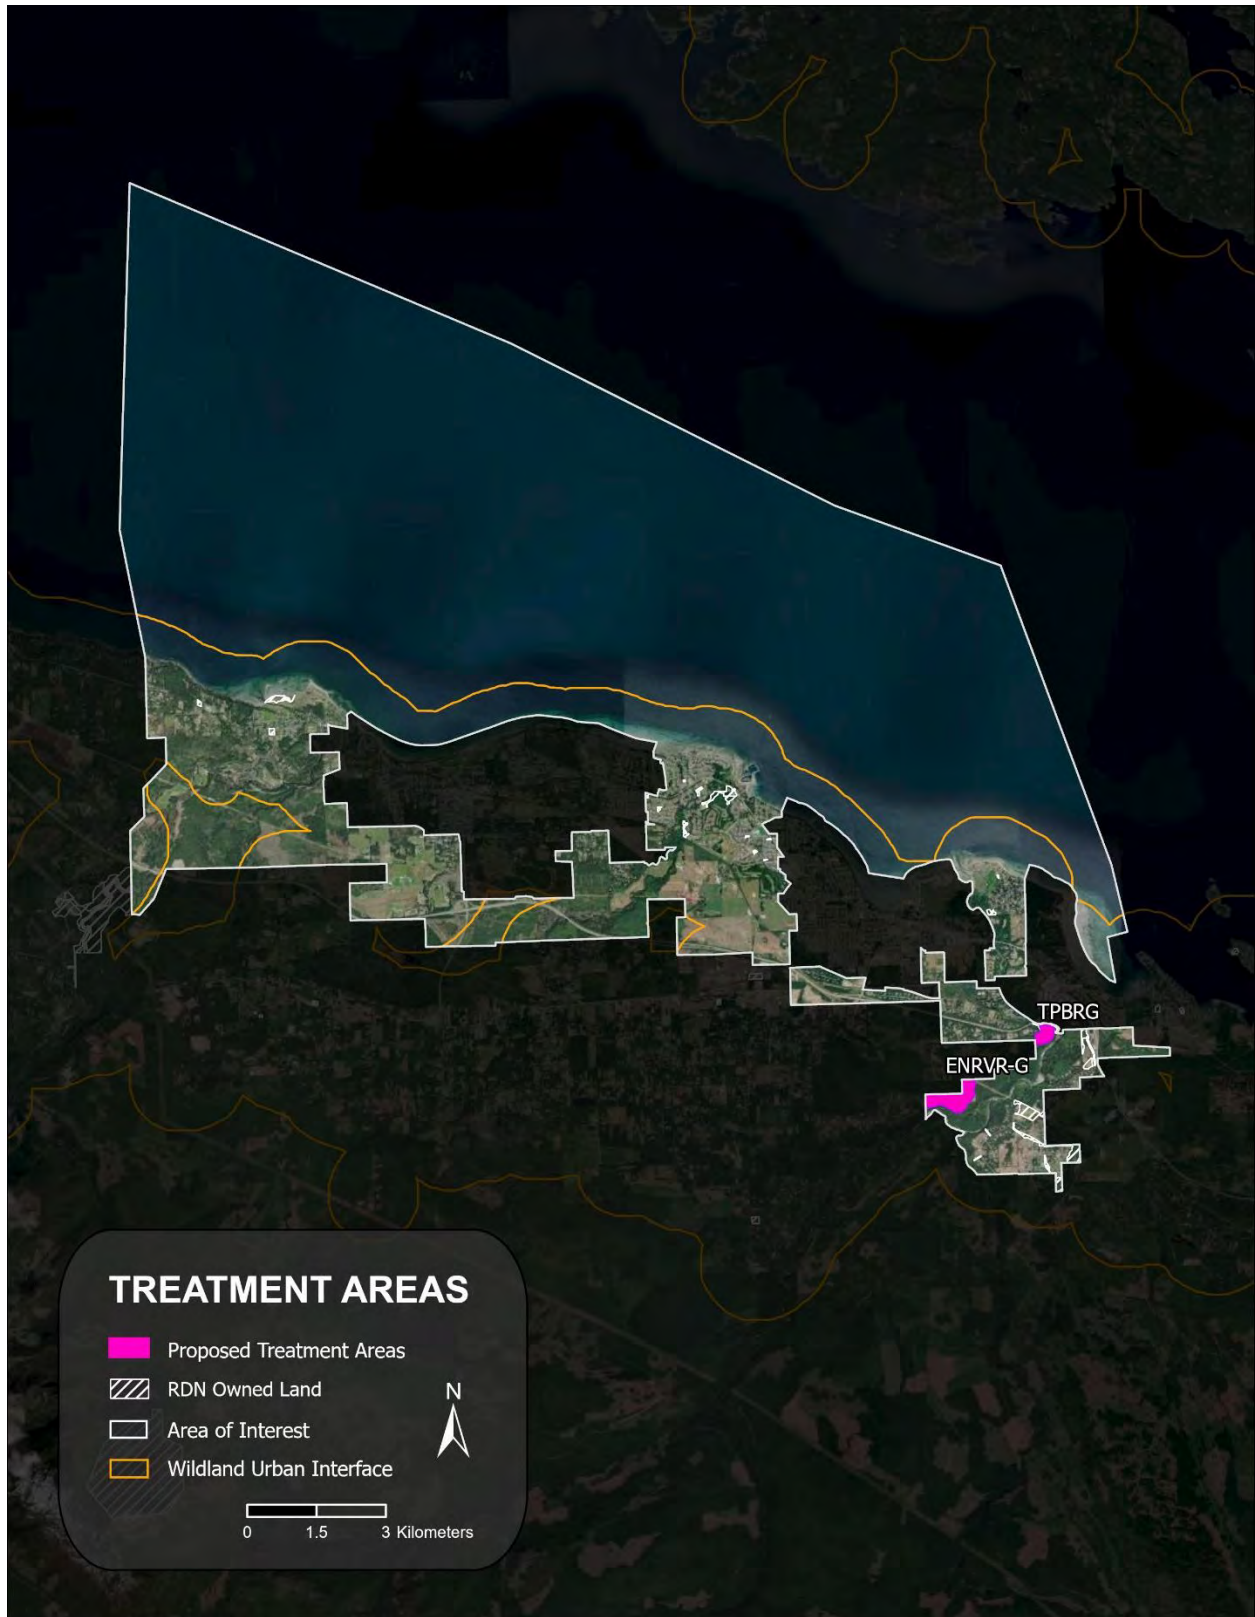 TPBRG
ENRVR-G
TREATMENT AREAS
Proposed Treatment Areas
RDN Owned Land
Area of Interest
Wildland Urban Interface
N
0 1.5 3 Kilometers